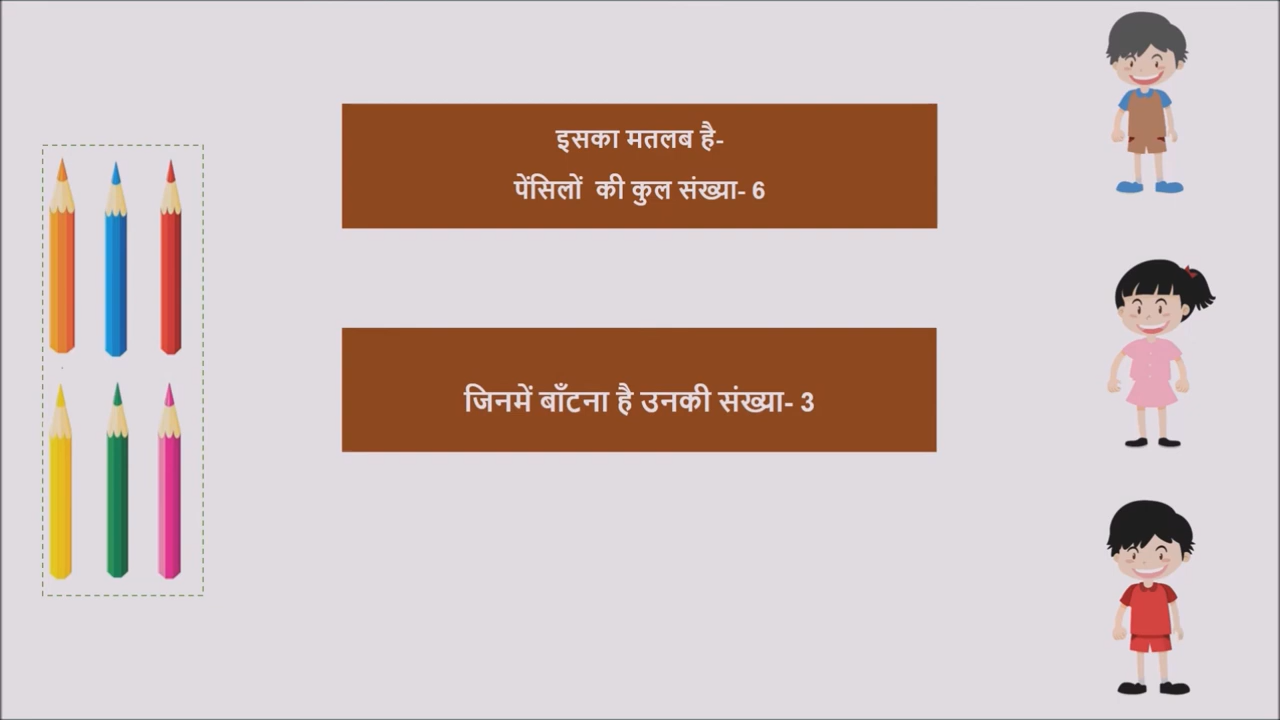 इसका मतलब है-
पेंसिलों की कुल संख्या- 6
जिनमें बाँटना है उनकी संख्या- 3